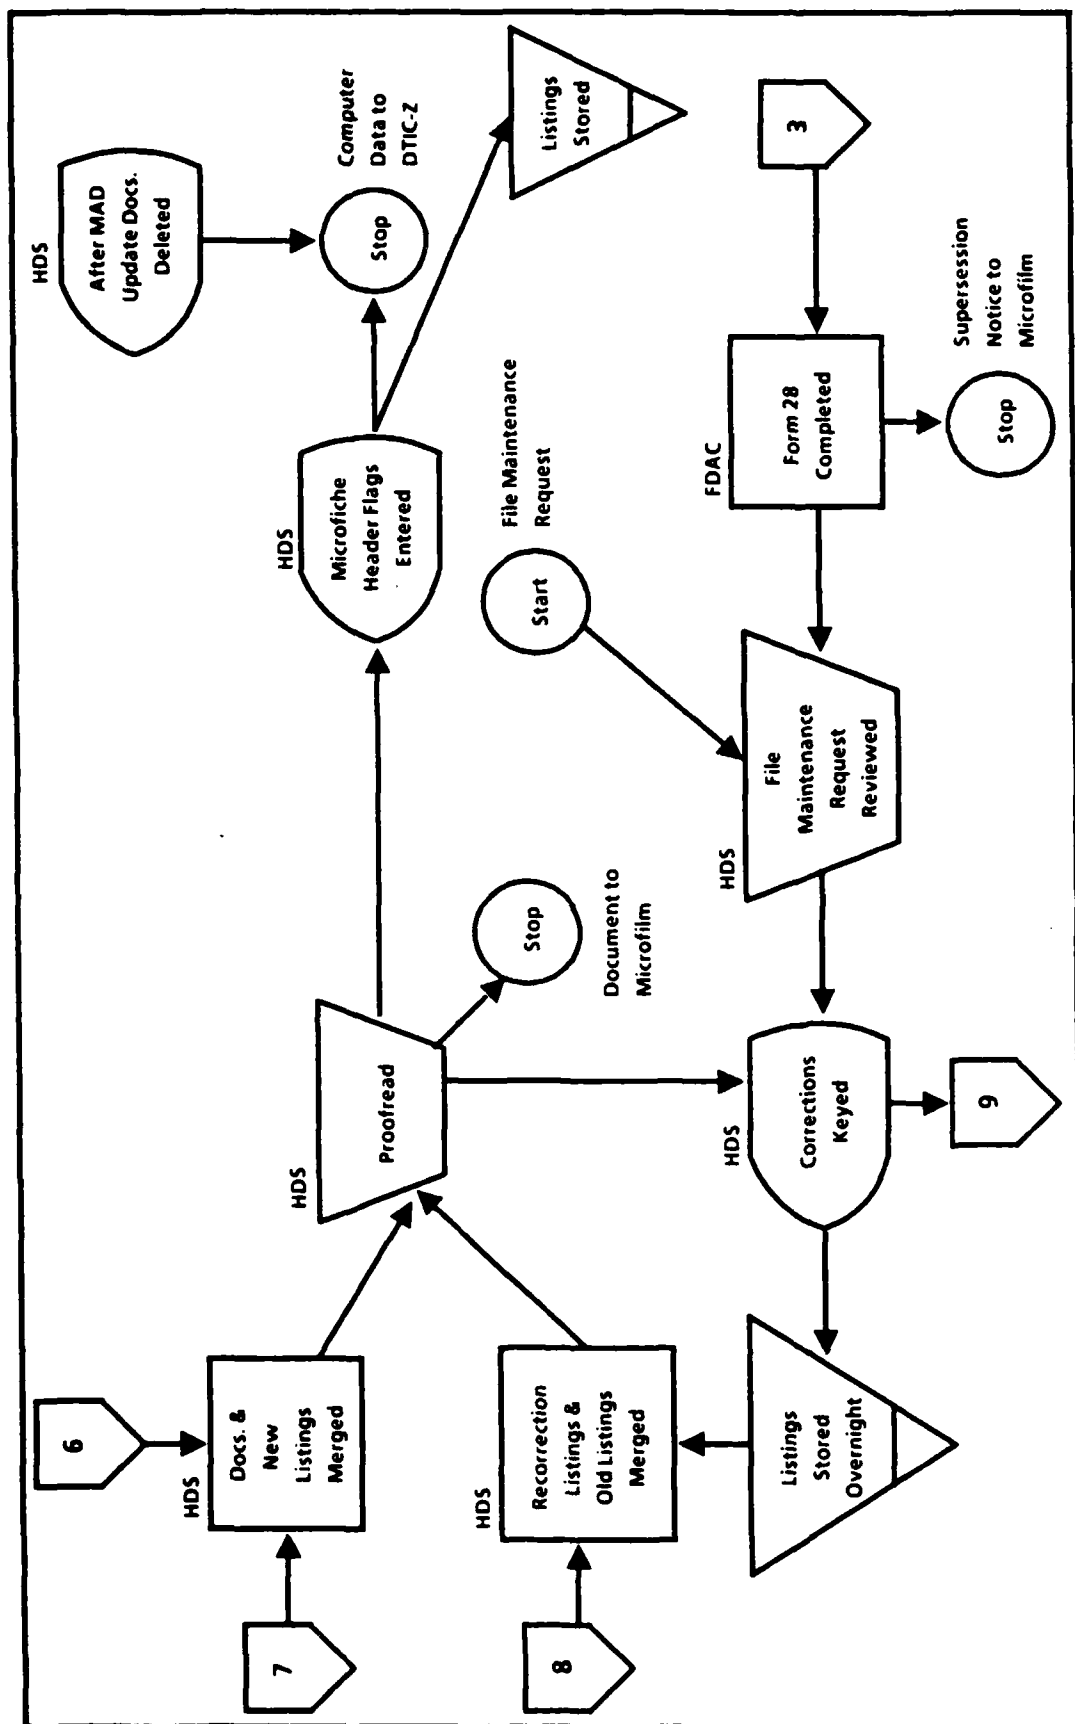 6
HDS
Docs. &
New
Listings
Merged
7
HDS
Recorrection
Listings &
Old Listings
Merged
8
Listings
Stored
Overnight
HDS
Proofread
Stop
Document to
Microfilm
HDS
Corrections
Keyed
9
HDS
Microfiche
Header Flags
Entered
File Maintenance
Request
Start
HDS
File
Maintenance
Request
Reviewed
HDS
After MAD
Update Docs.
Deleted
Computer
Data to
DTIC-Z
Stop
Listings
Stored
FDAC
Form 28
Completed
3
Supersession
Notice to
Microfilm
Stop